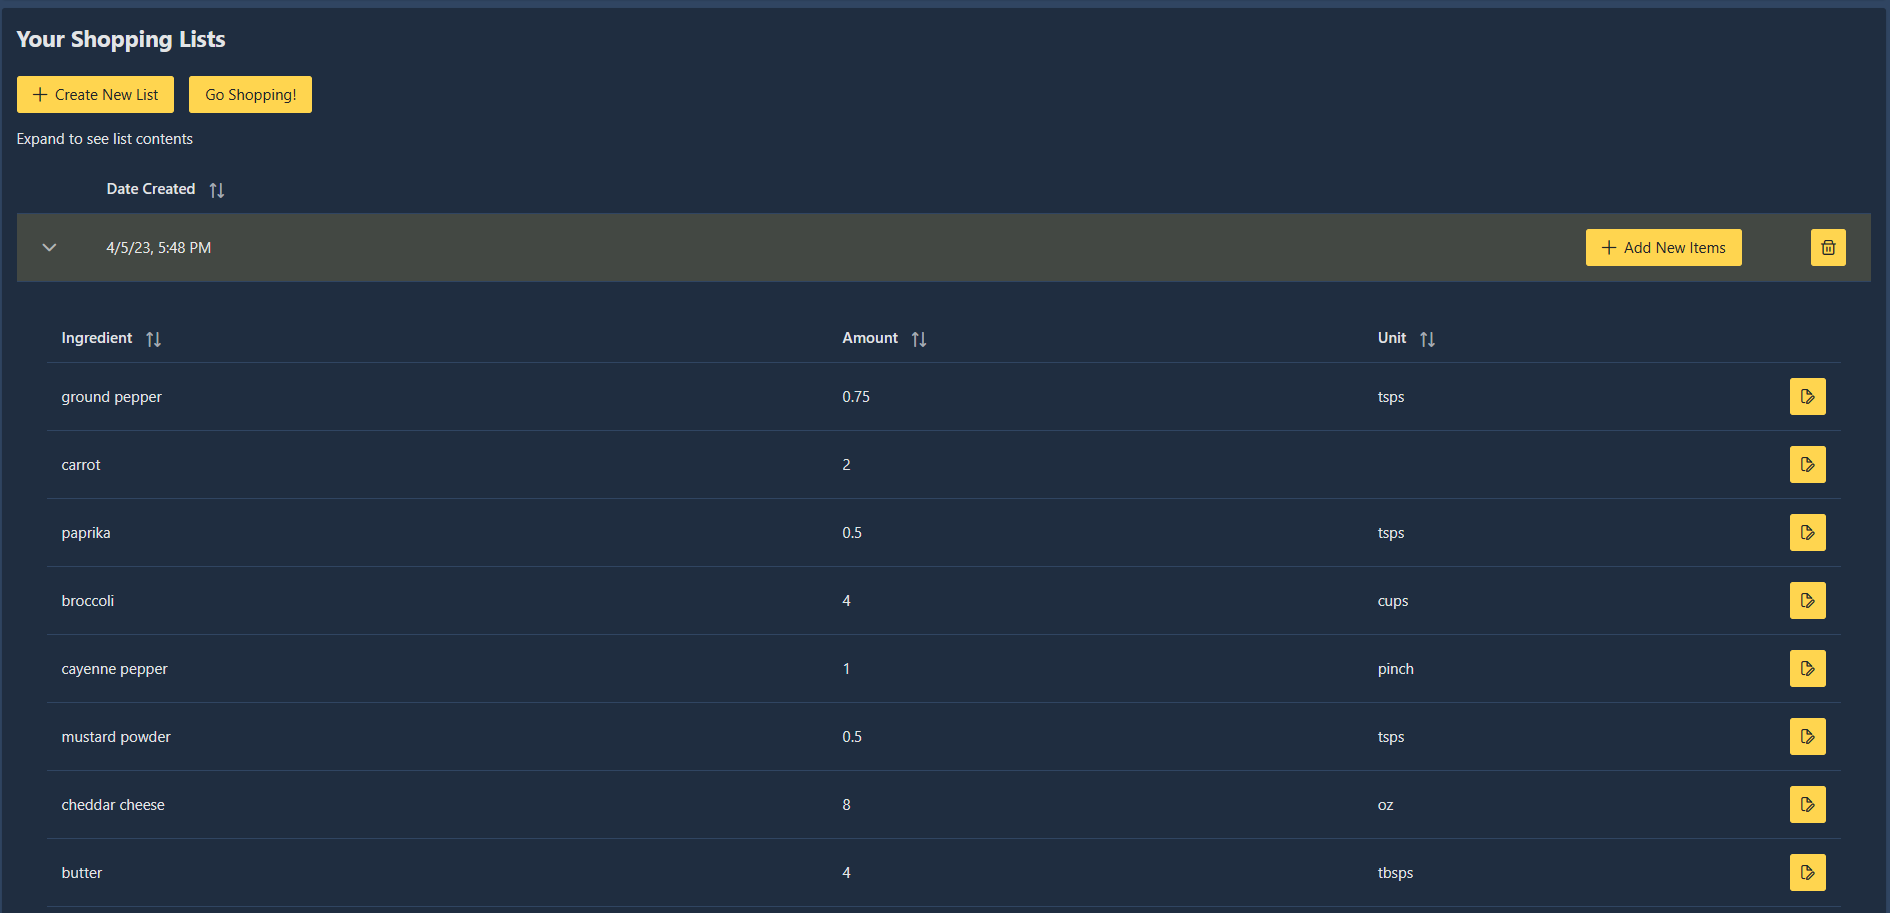 Your Shopping Lists
Create New List Go Shopping!
Expand to see list contents
Date Created
4/5/23, 5:48 PM Add New Items
Ingredient Amount Unit
ground pepper 0.75 tsps
carrot 2
paprika 0.5 tsps
broccoli 4 cups
cayenne pepper 1 pinch
mustard powder 0.5 tsps
cheddar cheese 8 oz
butter 4 tbsps